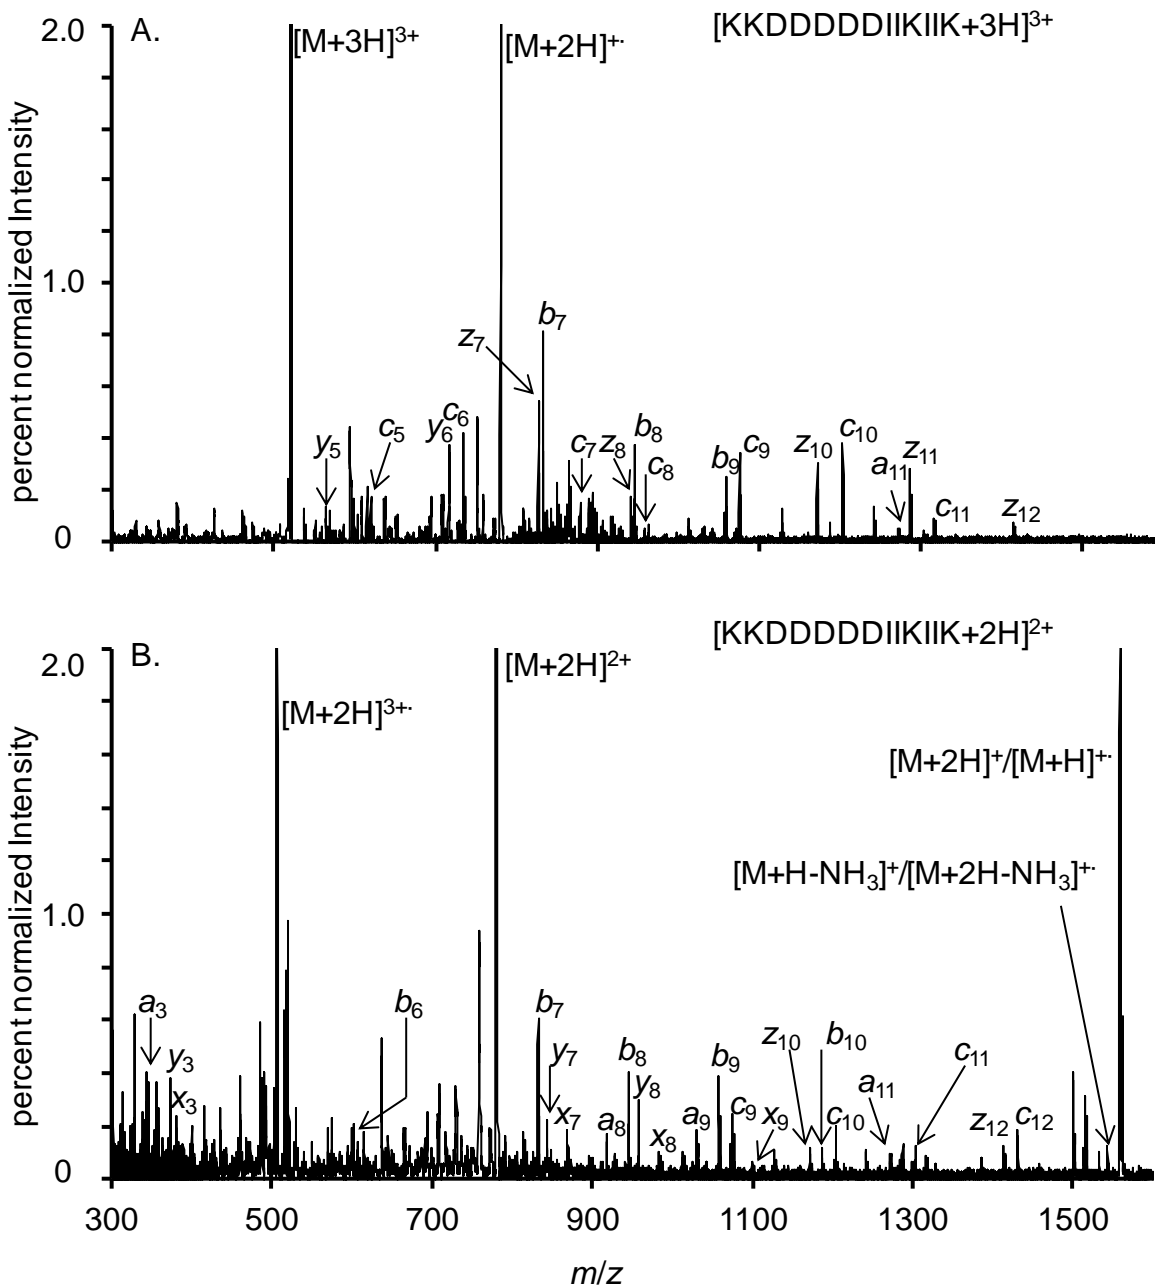 2.0
A.
[KKDDDDDIIKIIK+3H]3+
[M+3H]3+
[M+2H]+·
percent normalized Intensity
1.0
b7
z7
y5
c5
y6
c6
c7
z8
b8
c8
b9
c9
z10
c10
a11
z11
c11
z12
0
2.0
B.
[KKDDDDDIIKIIK+2H]2+
[M+2H]2+
[M+2H]3+·
[M+2H]+/[M+H]+·
[M+H-NH3]+/[M+2H-NH3]+·
percent normalized Intensity
1.0
a3
y3
x3
b6
b7
y7
x7
a8
b8
y8
x8
a9
b9
c9
x9
z10
b10
c10
a11
c11
z12
c12
0
300
500
700
900
1100
1300
1500
m/z